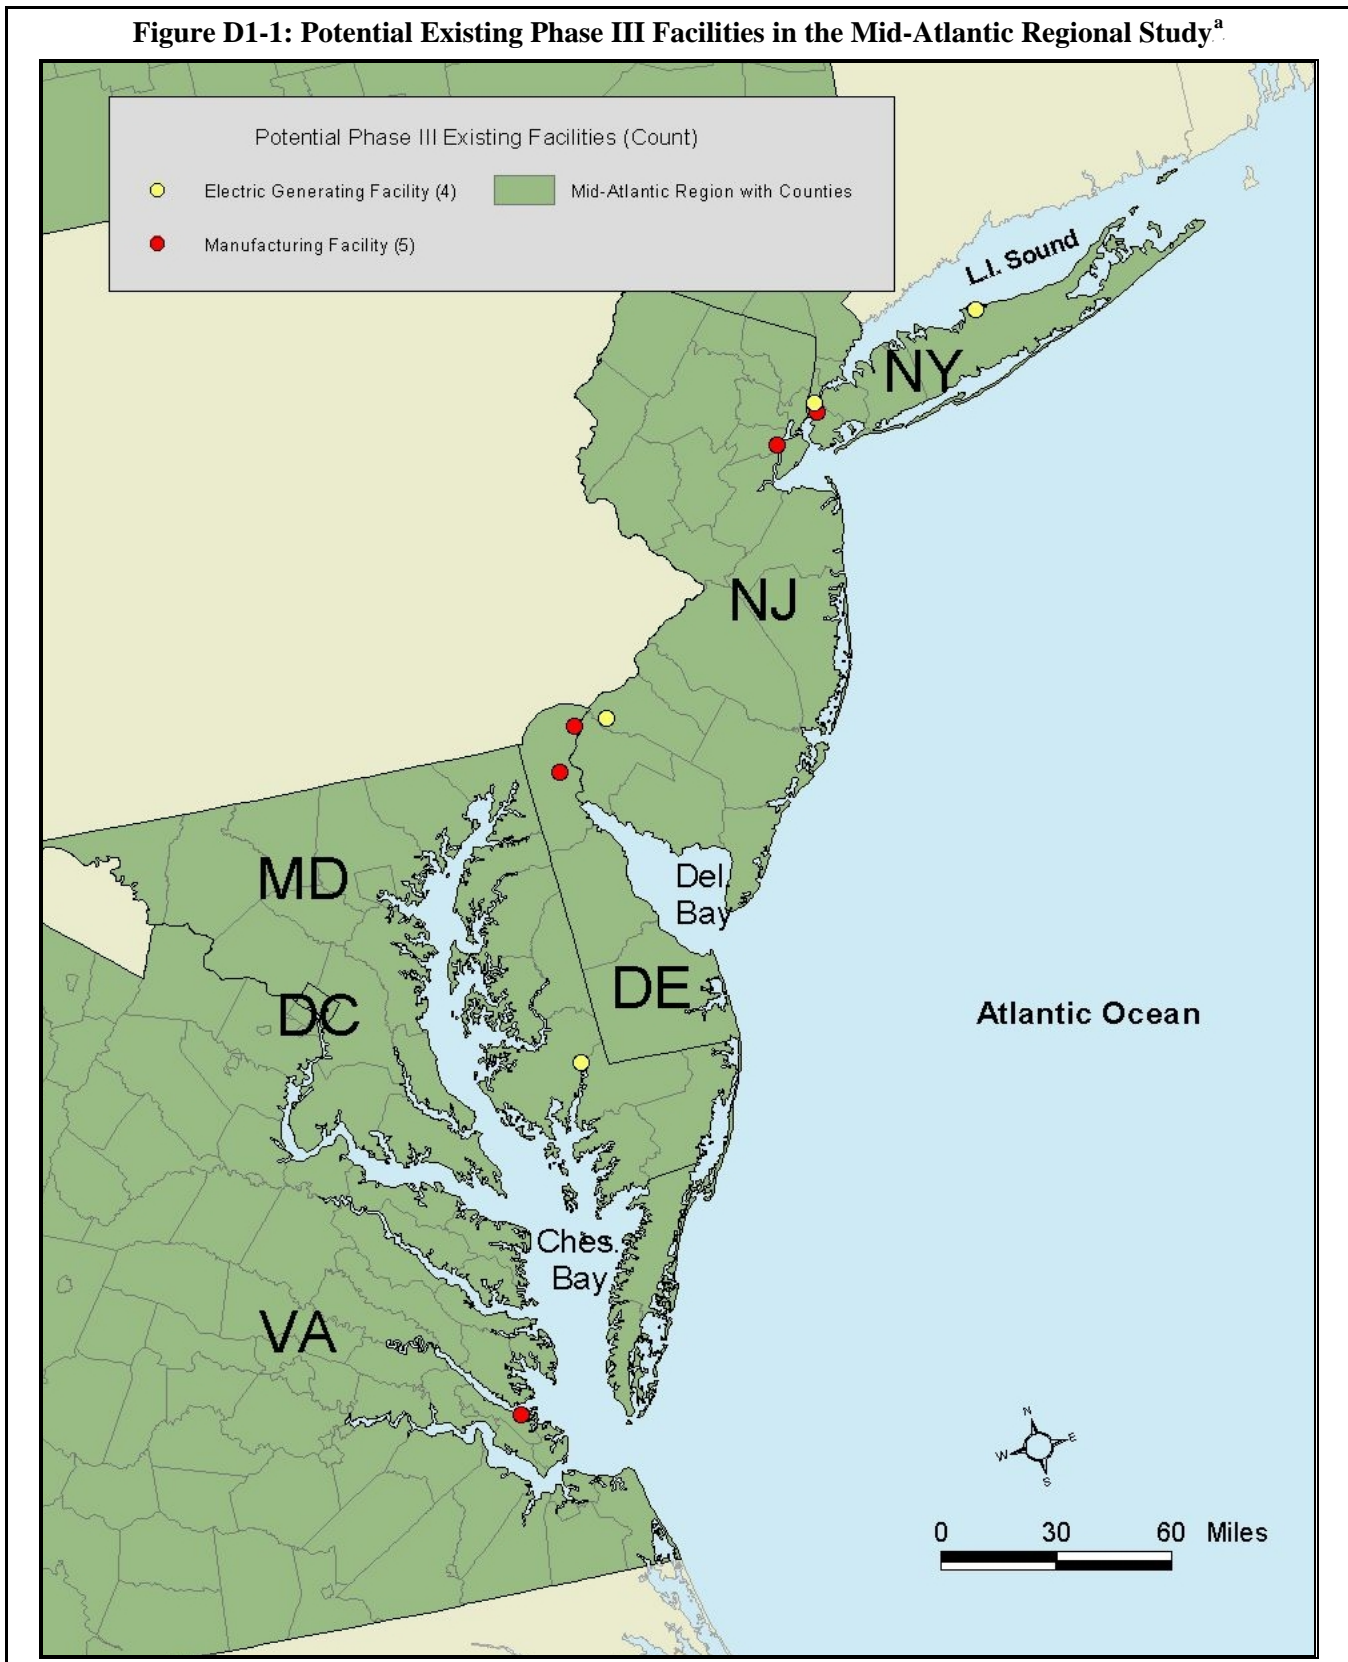 Figure D1-1: Potential Existing Phase III Facilities in the Mid-Atlantic Regional Study.a
Potential Phase III Existing Facilities (Count)
Electric Generating Facility (4)
Mid-Atlantic Region with Counties
Manufacturing Facility (5)
L.I. Sound
NY
NJ
MD
Del.
Bay
DE
DC
Atlantic Ocean
Ches.
Bay
VA
N
W
E
S
0 30 60 Miles